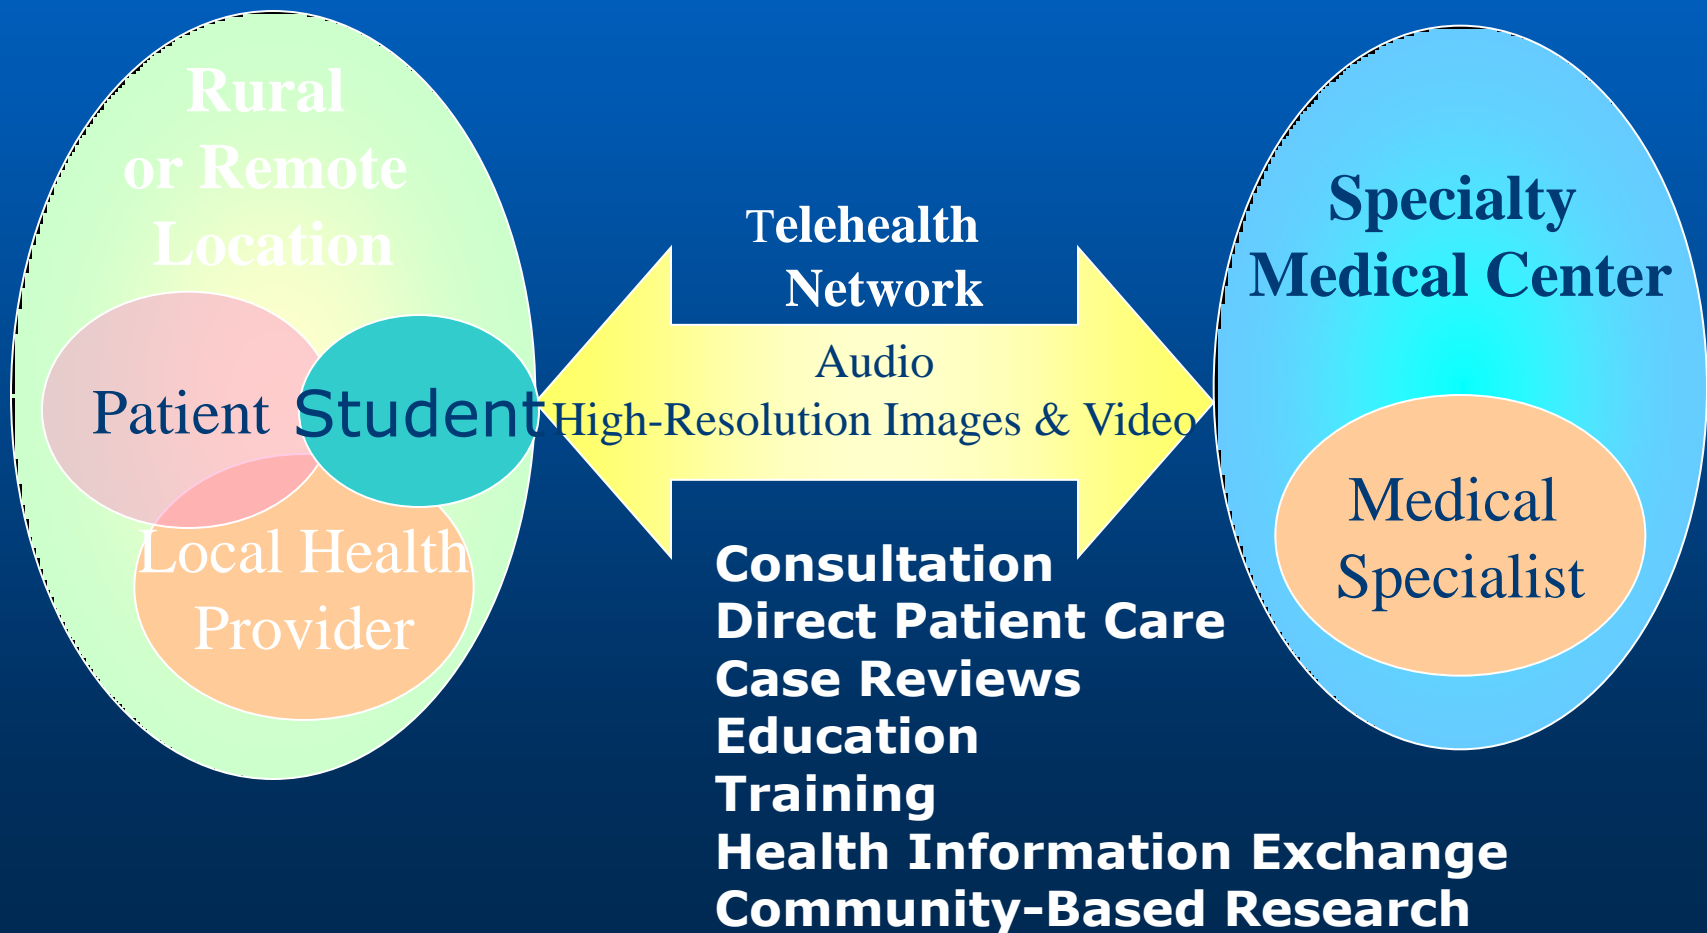 Rural
or Remote
Location
Patient
Student
Local Health
Provider
Telehealth
Network
Audio
High-Resolution Images & Video
Consultation
Direct Patient Care
Case Reviews
Education
Training
Health Information Exchange
Community-Based Research
Specialty
Medical Center
Medical
Specialist